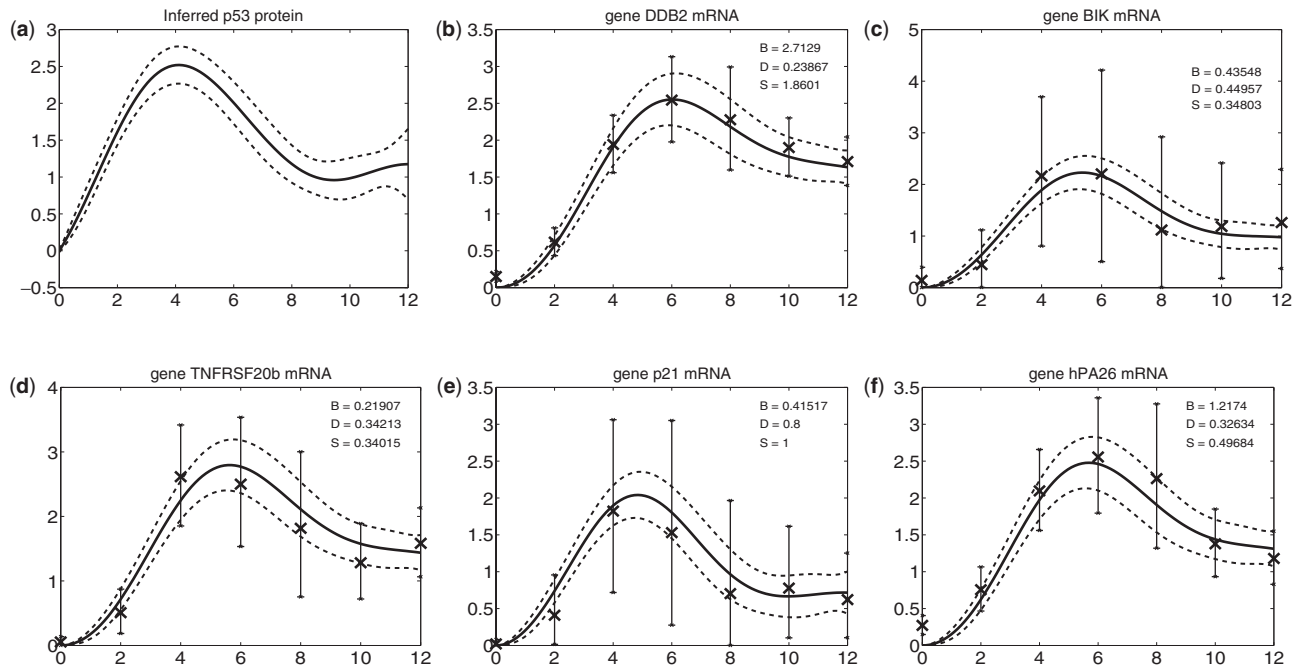 (a)
Inferred p53 protein
3
2.5
2
1.5
1
0.5
0
−0.5
0 2 4 6 8 10 12
(b)
gene DDB2 mRNA
B = 2.7129
D = 0.23867
S = 1.8601
3.5
3
2.5
2
1.5
1
0.5
0
0 2 4 6 8 10 12
(c)
gene BIK mRNA
B = 0.43548
D = 0.44957
S = 0.34803
5
4
3
2
1
0
0 2 4 6 8 10 12
(d)
gene TNFRSF20b mRNA
B = 0.21907
D = 0.34213
S = 0.34015
4
3
2
1
0
0 2 4 6 8 10 12
(e)
gene p21 mRNA
B = 0.41517
D = 0.8
S = 1
3.5
3
2.5
2
1.5
1
0.5
0
0 2 4 6 8 10 12
(f)
gene hPA26 mRNA
B = 1.2174
D = 0.32634
S = 0.49684
3.5
3
2.5
2
1.5
1
0.5
0
0 2 4 6 8 10 12